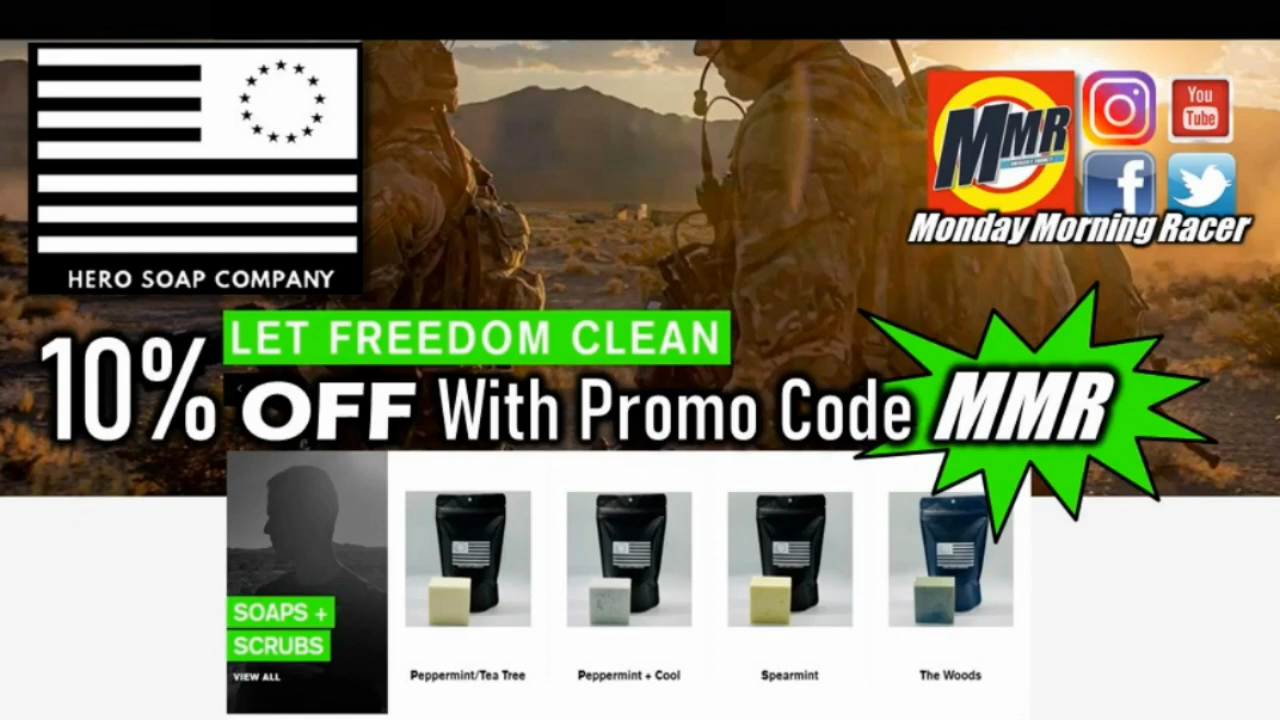 HERO SOAP COMPANY
MMR
You
Tube
Monday Morning Racer
LET FREEDOM CLEAN
10% OFF With Promo Code MMR
SOAPS +
SCRUBS
VIEW ALL
Peppermint/Tea Tree
Peppermint + Cool
Spearmint
The Woods